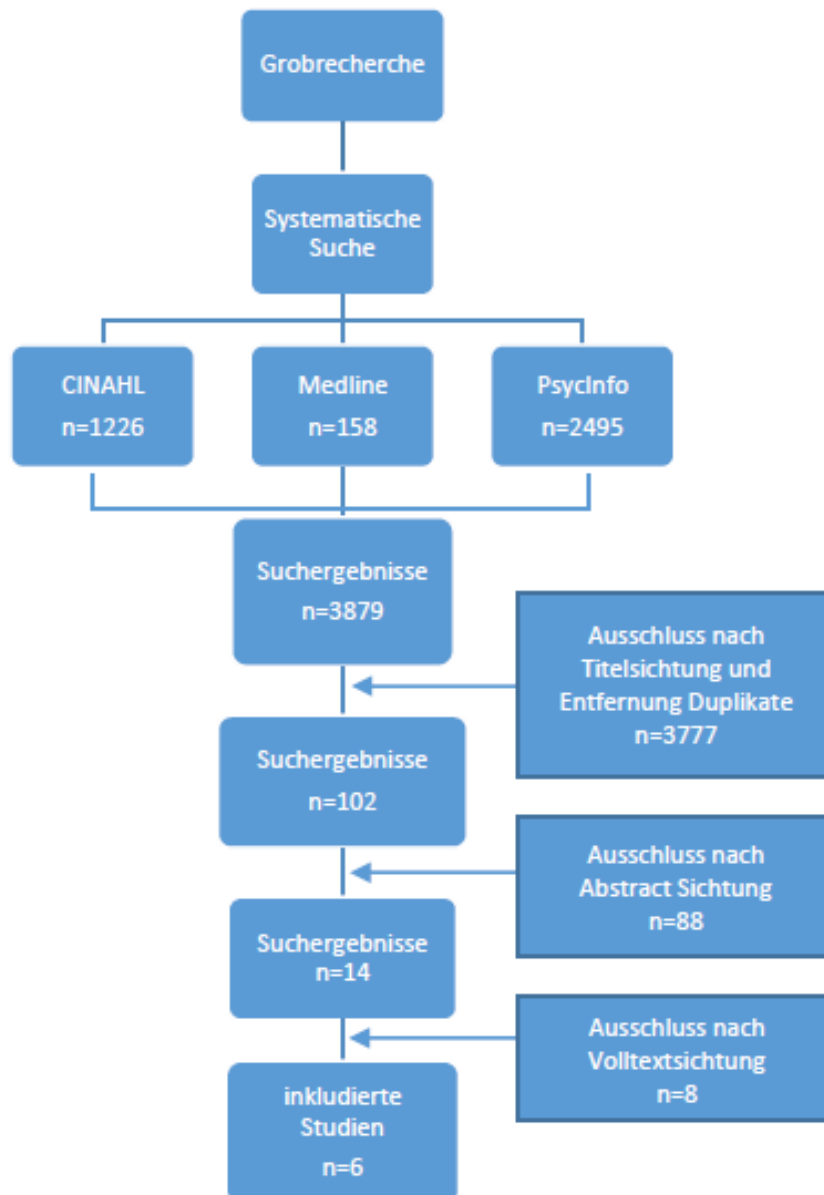 Grobrecherche
Systematische
Suche
CINAHL
n=1226
Medline
n=158
PsycInfo
n=2495
Suchergebnisse
n=3879
Ausschluss nach
Titelsichtung und
Entfernung Duplikate
n=3777
Suchergebnisse
n=102
Ausschluss nach
Abstract Sichtung
n=88
Suchergebnisse
n=14
Ausschluss nach
Volltextsichtung
n=8
inkludierte
Studien
n=6